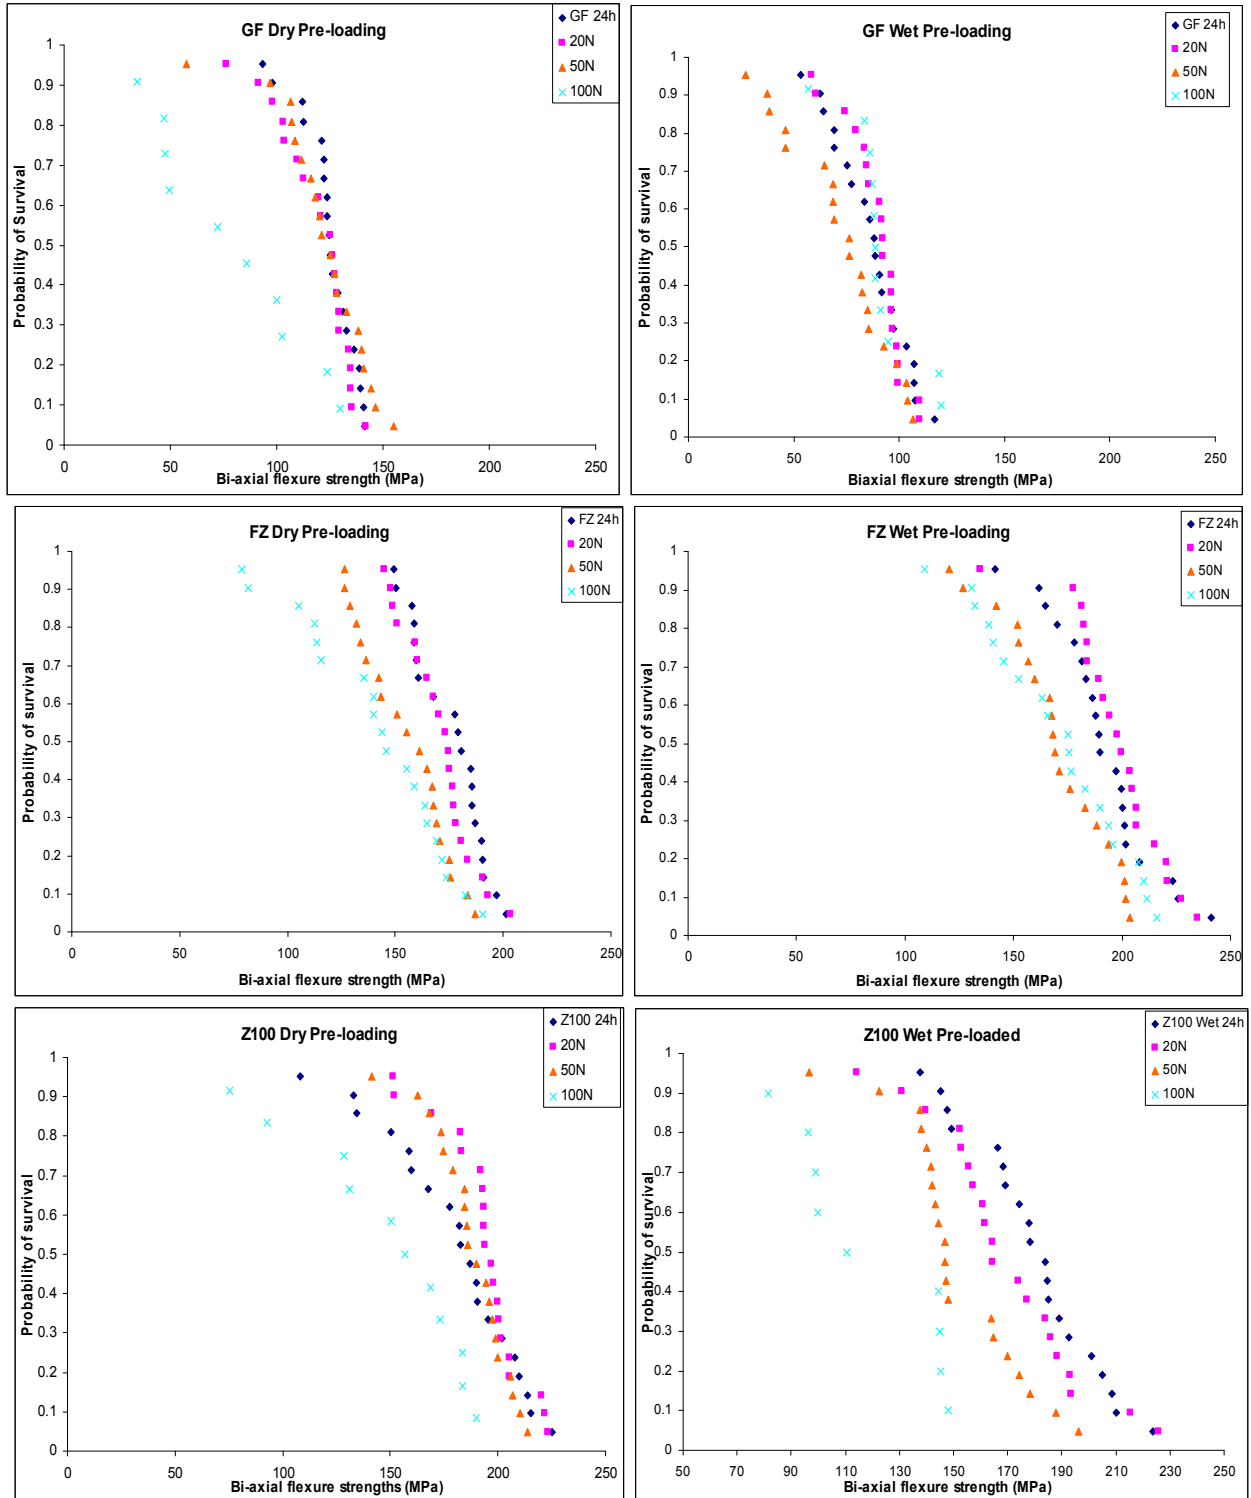 GF Dry Pre-loading
GF 24h
20N
50N
100N
Probability of Survival
1
0.9
0.8
0.7
0.6
0.5
0.4
0.3
0.2
0.1
0
0 50 100 150 200 250
Bi-axial flexure strength (MPa)
GF Wet Pre-loading
GF 24h
20N
50N
100N
Probability of survival
1
0.9
0.8
0.7
0.6
0.5
0.4
0.3
0.2
0.1
0
0 50 100 150 200 250
Biaxial flexure strength (MPa)
FZ Dry Pre-loading
FZ 24h
20N
50N
100N
Probability of survival
1
0.9
0.8
0.7
0.6
0.5
0.4
0.3
0.2
0.1
0
0 50 100 150 200 250
Bi-axial flexure strength (MPa)
FZ Wet Pre-loading
FZ 24h
20N
50N
100N
Probability of survival
1
0.9
0.8
0.7
0.6
0.5
0.4
0.3
0.2
0.1
0
0 50 100 150 200 250
Bi-axial flexure strength (MPa)
Z100 Dry Pre-loading
Z100 24h
20N
50N
100N
Probability of survival
1
0.9
0.8
0.7
0.6
0.5
0.4
0.3
0.2
0.1
0
0 50 100 150 200 250
Bi-axial flexure strengths (MPa)
Z100 Wet Pre-loaded
Z100 Wet 24h
20N
50N
100N
Probability of survival
1
0.9
0.8
0.7
0.6
0.5
0.4
0.3
0.2
0.1
0
50 70 90 110 130 150 170 190 210 230 250
Bi-axial flexure strength (MPa)